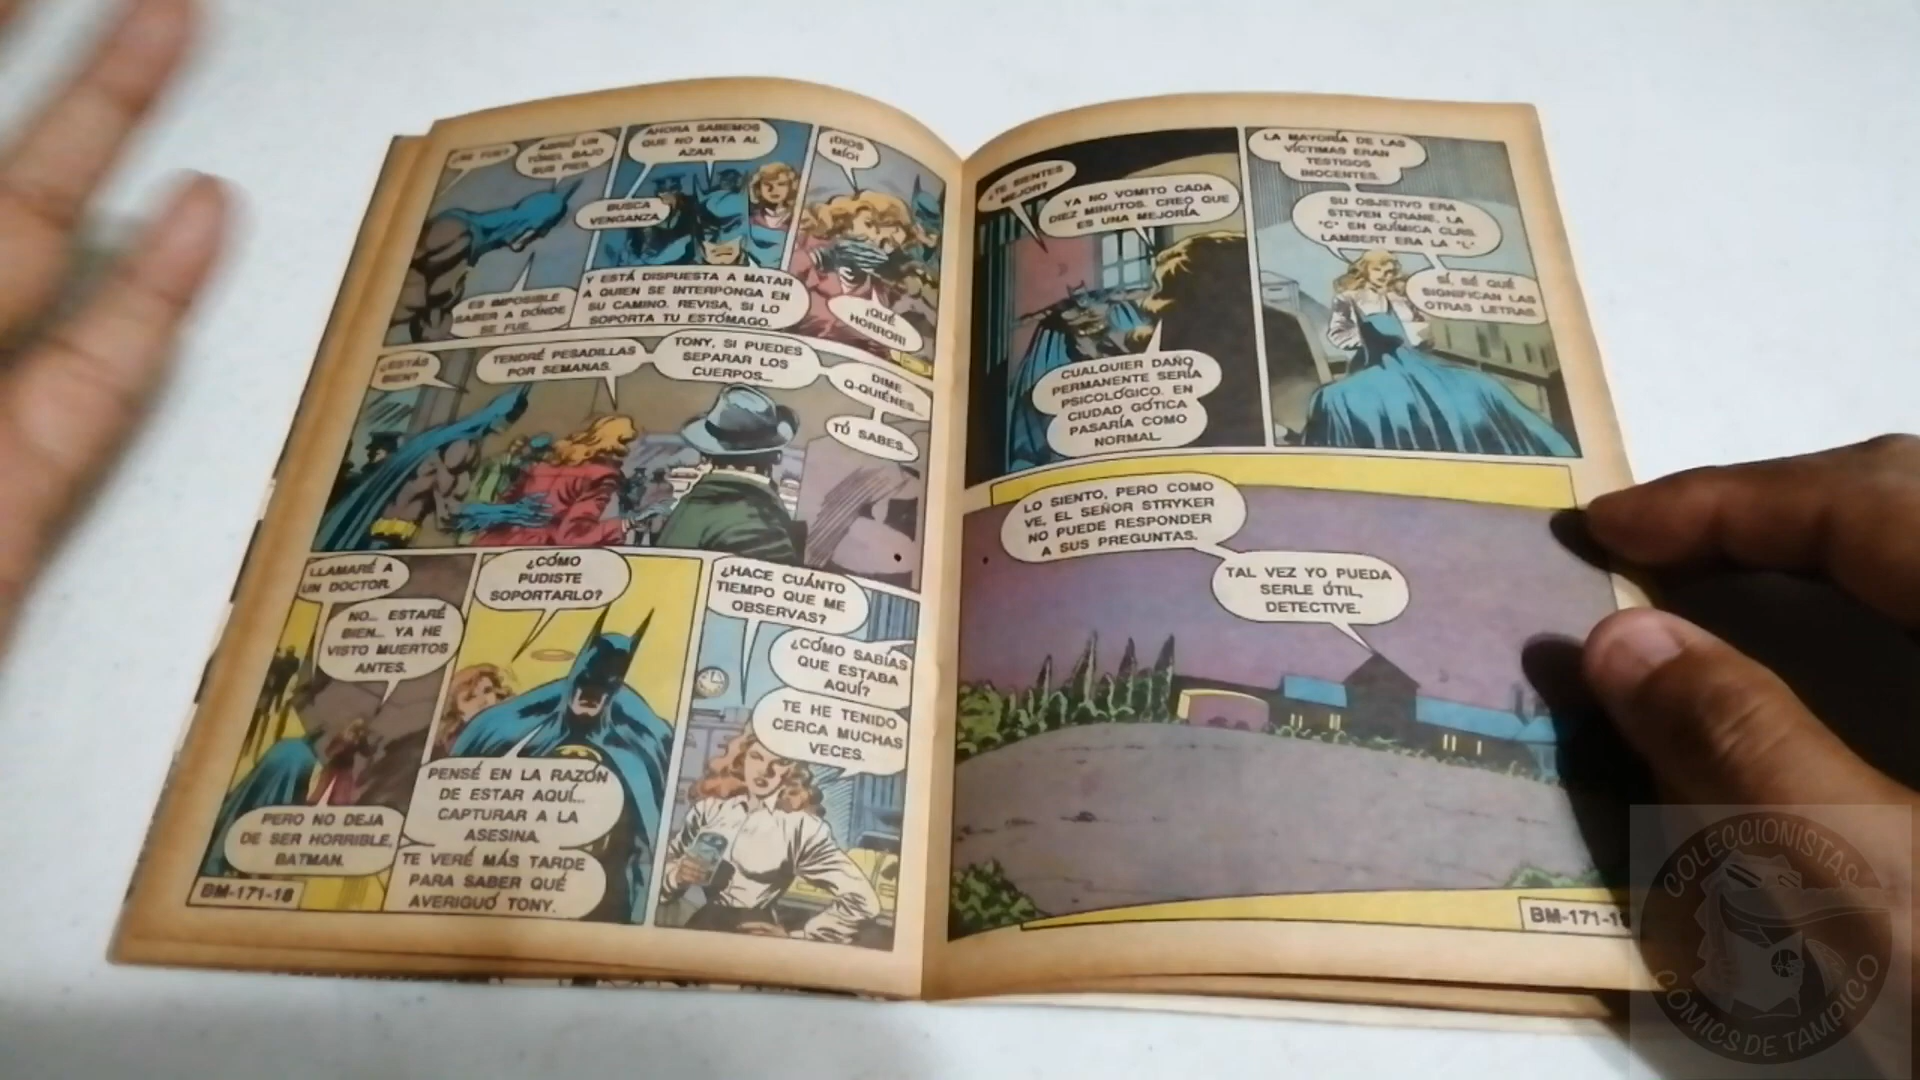 ¿SE FUE?
ABRIÓ UN
TÚNEL BAJO
SUS PIES.
ES IMPOSIBLE
SABER A DÓNDE
SE FUE.
AHORA SABEMOS
QUE NO MATA AL
AZAR.
BUSCA
VENGANZA,
Y ESTÁ DISPUESTA A MATAR
A QUIEN SE INTERPONGA EN
SU CAMINO. REVISA, SI LO
SOPORTA TU ESTÓMAGO.
¡DIOS
MÍO!
¡QUÉ
HORROR!
¿ESTÁS
BIEN?
TENDRÉ PESADILLAS
POR SEMANAS.
TONY, SI PUEDES
SEPARAR LOS
CUERPOS...
DIME
Q-QUIÉNES...
TÚ SABES...
LLAMARÉ A
UN DOCTOR.
NO... ESTARÉ
BIEN... YA HE
VISTO MUERTOS
ANTES.
PERO NO DEJA
DE SER HORRIBLE,
BATMAN.
¿CÓMO
PUDISTE
SOPORTARLO?
PENSÉ EN LA RAZÓN
DE ESTAR AQUÍ...
CAPTURAR A LA
ASESINA.
TE VERÉ MÁS TARDE
PARA SABER QUÉ
AVERIGUÓ TONY.
¿HACE CUÁNTO
TIEMPO QUE ME
OBSERVAS?
¿CÓMO SABÍAS
QUE ESTABA
AQUÍ?
TE HE TENIDO
CERCA MUCHAS
VECES.
BM-171-18
¿TE SIENTES
MEJOR?
YA NO VOMITO CADA
DIEZ MINUTOS. CREO QUE
ES UNA MEJORÍA.
CUALQUIER DAÑO
PERMANENTE SERÍA
PSICOLÓGICO. EN
CIUDAD GÓTICA
PASARÍA COMO
NORMAL.
LA MAYORÍA DE LAS
VÍCTIMAS ERAN
TESTIGOS
INOCENTES.
SU OBJETIVO ERA
STEVEN CRANE, LA
"C" EN QUÍMICA CLRS.
LAMBERT ERA LA "L".
SÍ, SÉ QUÉ
SIGNIFICAN LAS
OTRAS LETRAS.
LO SIENTO, PERO COMO
VE, EL SEÑOR STRYKER
NO PUEDE RESPONDER
A SUS PREGUNTAS.
TAL VEZ YO PUEDA
SERLE ÚTIL,
DETECTIVE.
BM-171-1
COLECCIONISTAS
CÓMICS DE TAMPICO